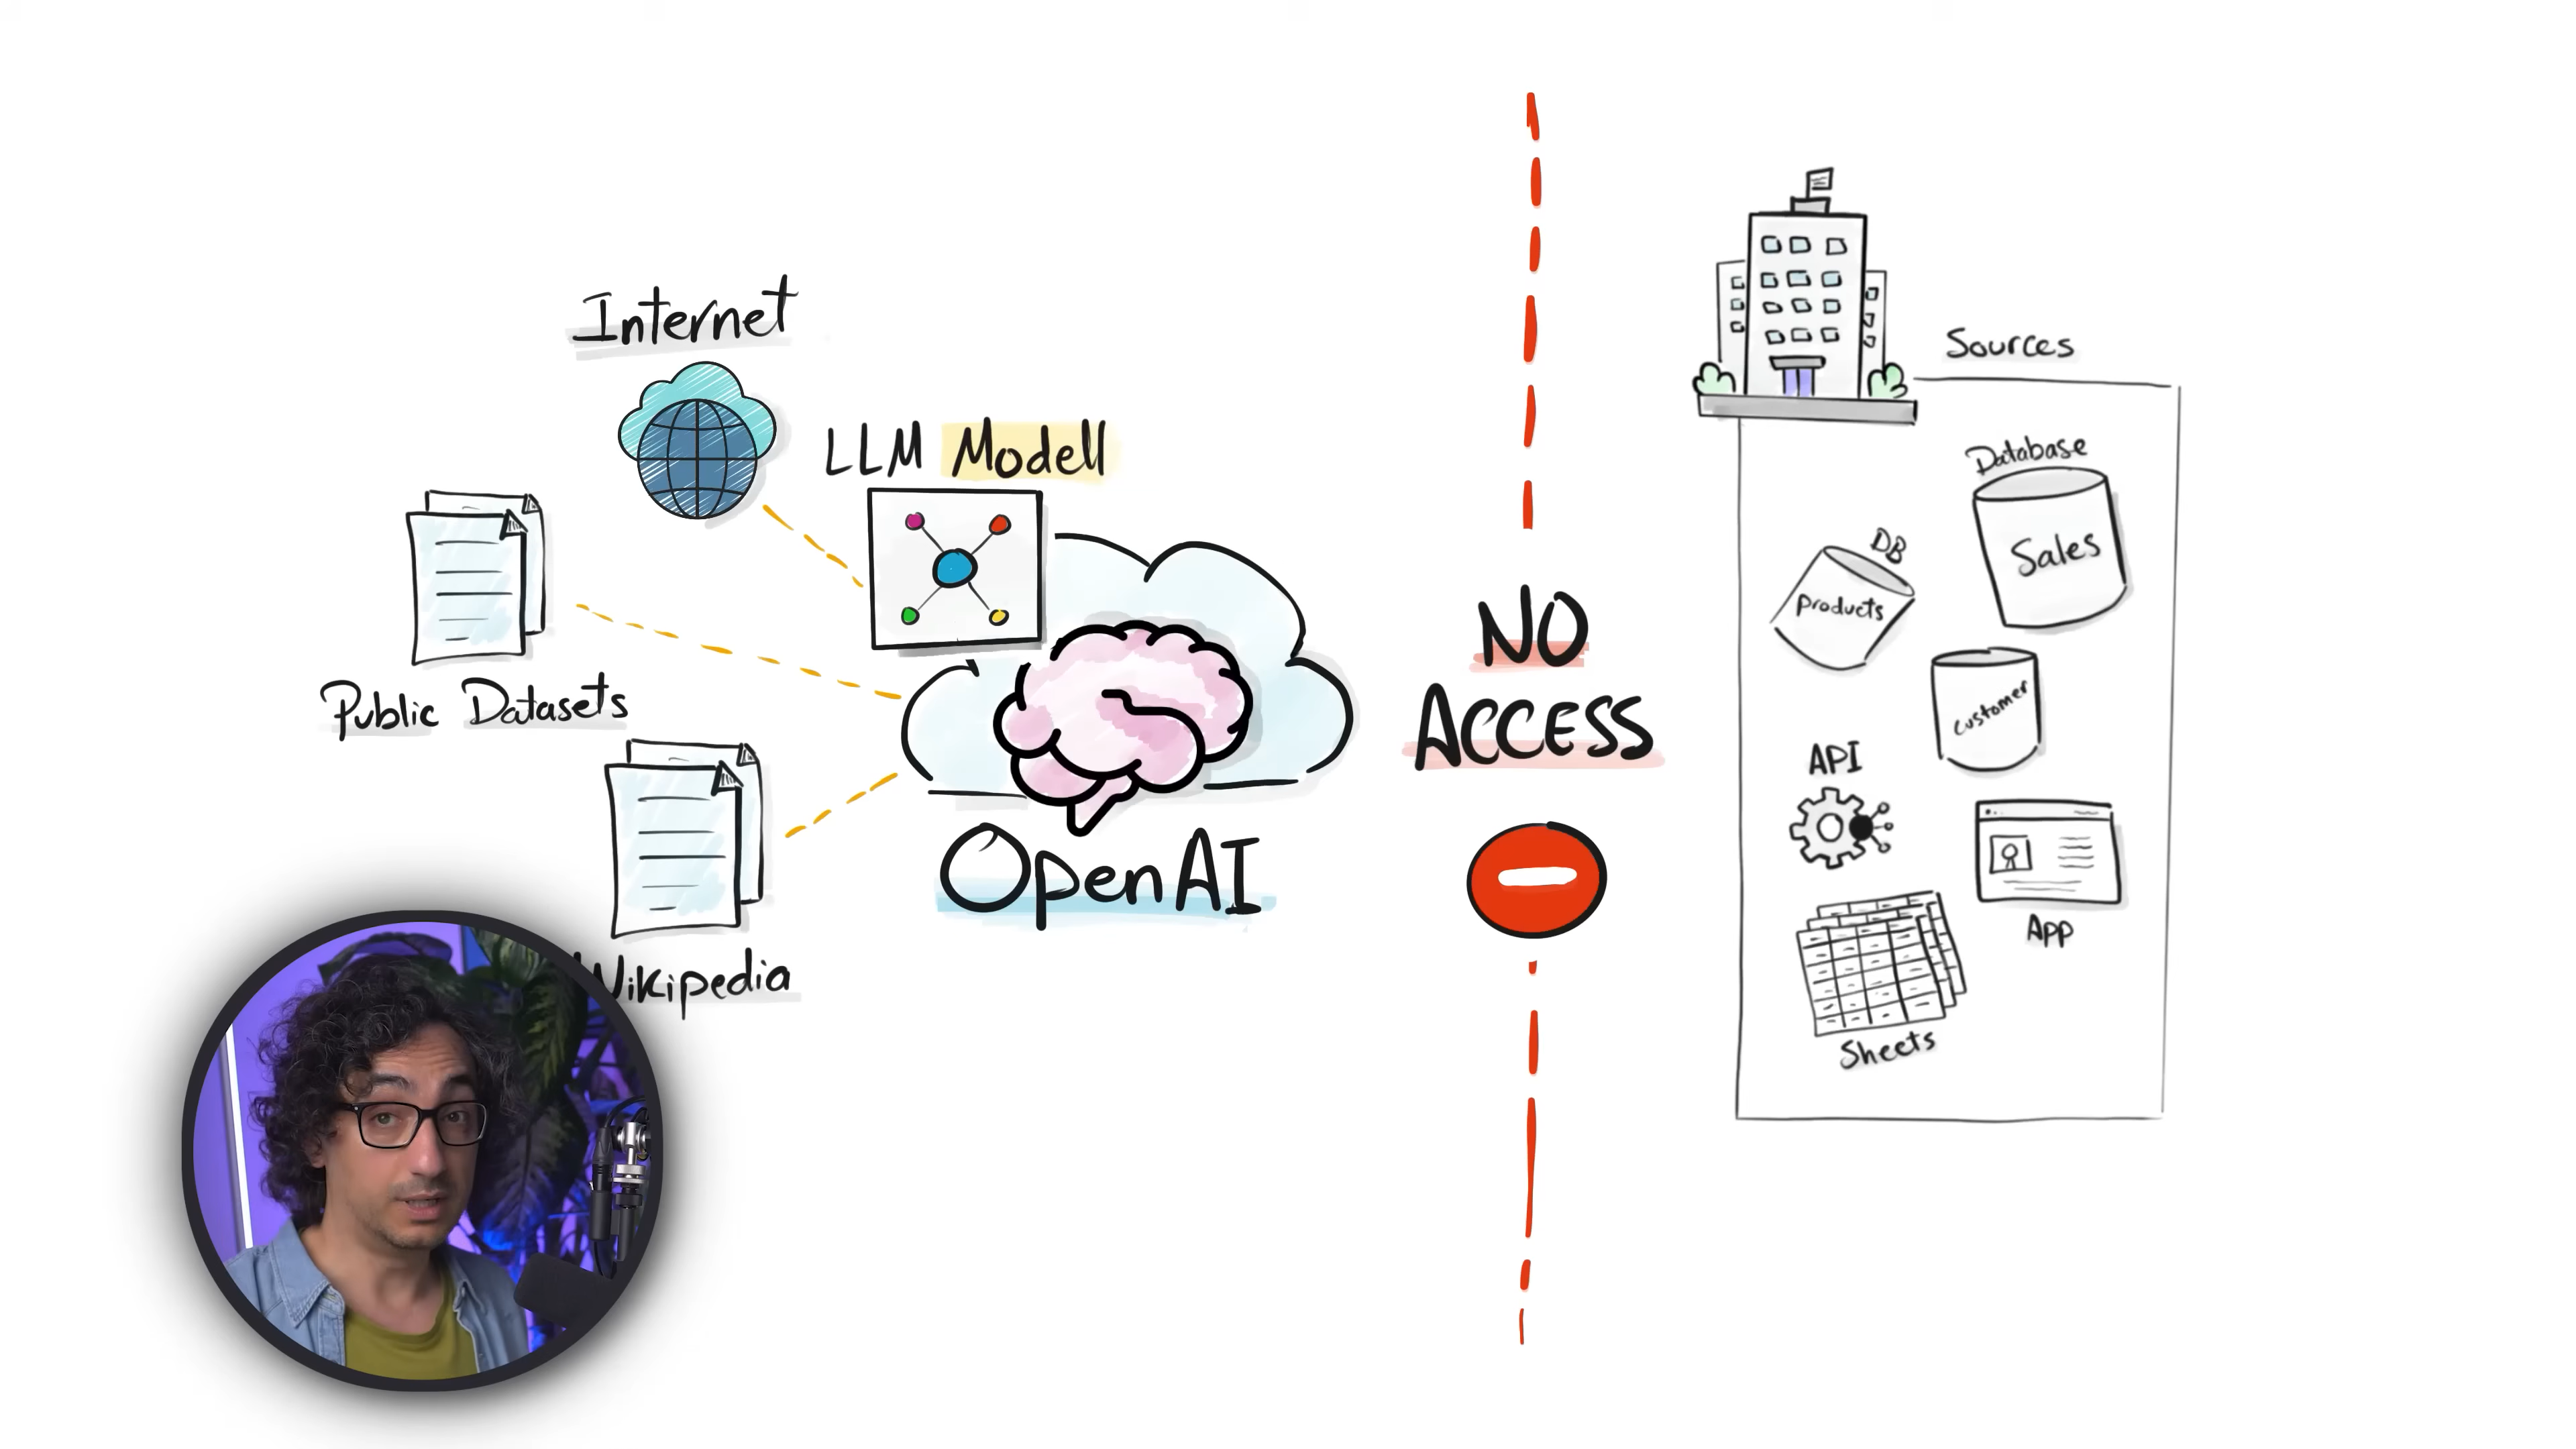 Internet
LLM Modell
Public Datasets
Wikipedia
OpenAI
NO
ACCESS
Sources
Database
Sales
DB
Products
Customer
API
App
Sheets